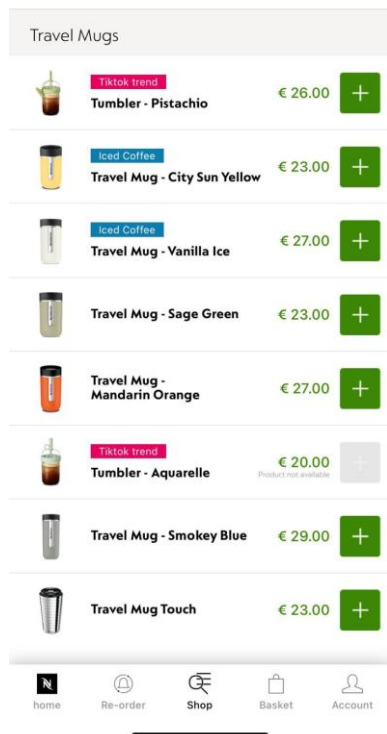 Travel Mugs
Tiktok trend
Tumbler - Pistachio
€ 26.00
Iced Coffee
Travel Mug - City Sun Yellow
€ 23.00
Iced Coffee
Travel Mug - Vanilla Ice
€ 27.00
Travel Mug - Sage Green
€ 23.00
Travel Mug -
Mandarin Orange
€ 27.00
Tiktok trend
Tumbler - Aquarelle
€ 20.00
Product not available
Travel Mug - Smokey Blue
€ 29.00
Travel Mug Touch
€ 23.00
home
Re-order
Shop
Basket
Account